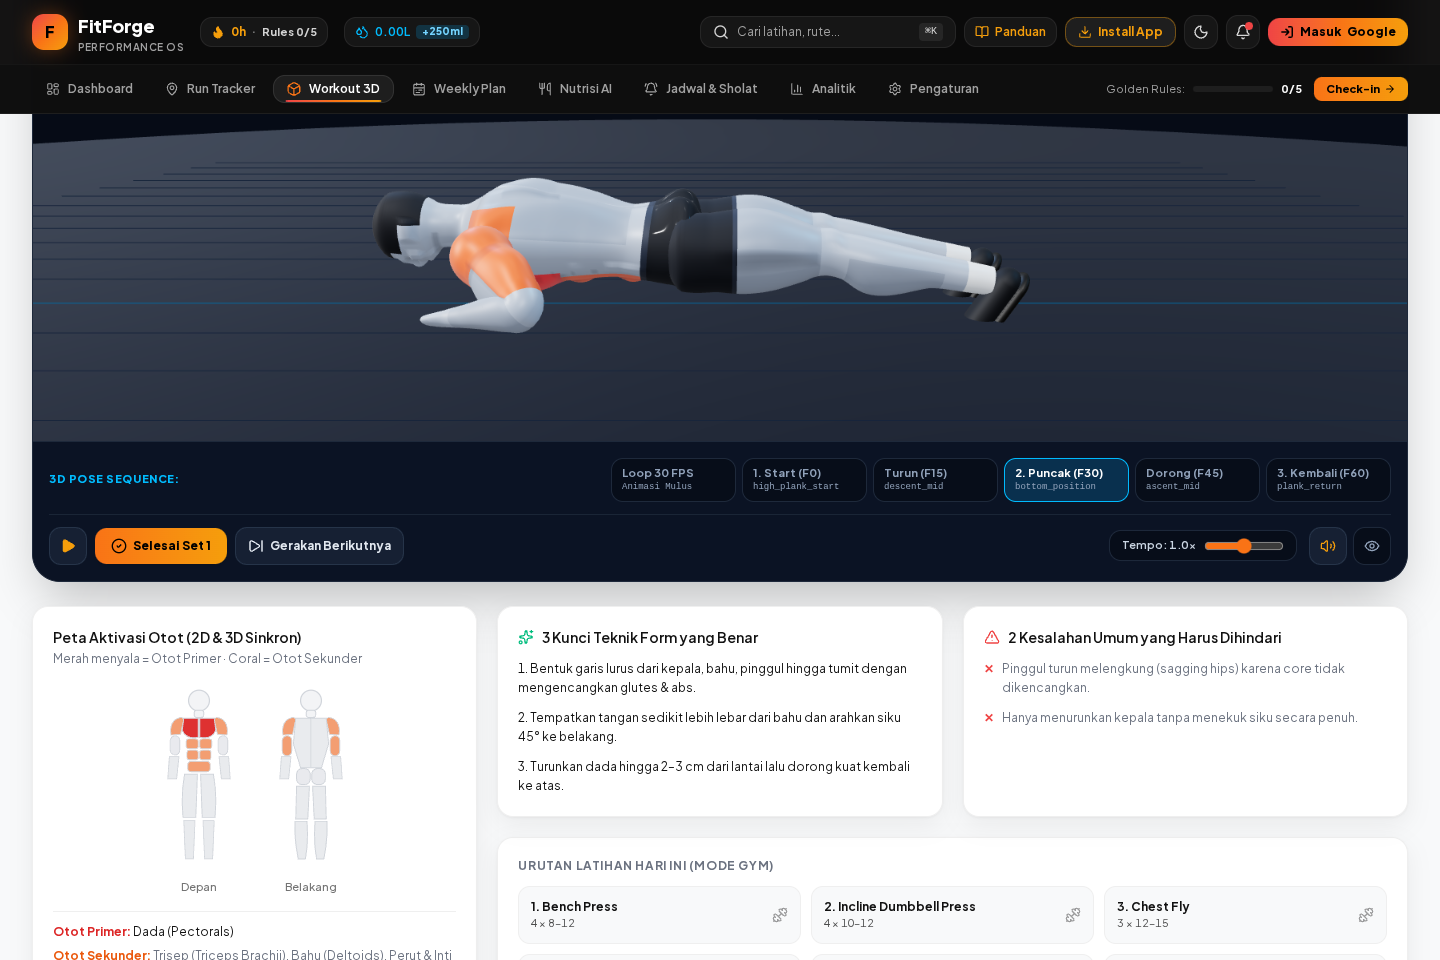 F
FitForge
PERFORMANCE OS
0h · Rules 0/5
0.00L +250ml
Cari latihan, rute...
⌘K
Panduan
Install App
Masuk Google
Dashboard
Run Tracker
Workout 3D
Weekly Plan
Nutrisi AI
Jadwal & Sholat
Analitik
Pengaturan
Golden Rules:
0/5
Check-in →
3D POSE SEQUENCE:
Loop 30 FPS
Animasi Mulus
1. Start (F0)
high_plank_start
Turun (F15)
descent_mid
2. Puncak (F30)
bottom_position
Dorong (F45)
ascent_mid
3. Kembali (F60)
plank_return
Selesai Set 1
Gerakan Berikutnya
Tempo: 1.0x
Peta Aktivasi Otot (2D & 3D Sinkron)
Merah menyala = Otot Primer · Coral = Otot Sekunder
Depan
Belakang
Otot Primer: Dada (Pectorals)
Otot Sekunder: Trisep (Triceps Brachii), Bahu (Deltoids), Perut & Inti
3 Kunci Teknik Form yang Benar
1. Bentuk garis lurus dari kepala, bahu, pinggul hingga tumit dengan
mengencangkan glutes & abs.
2. Tempatkan tangan sedikit lebih lebar dari bahu dan arahkan siku
45° ke belakang.
3. Turunkan dada hingga 2-3 cm dari lantai lalu dorong kuat kembali
ke atas.
2 Kesalahan Umum yang Harus Dihindari
✕ Pinggul turun melengkung (sagging hips) karena core tidak
dikencangkan.
✕ Hanya menurunkan kepala tanpa menekuk siku secara penuh.
URUTAN LATIHAN HARI INI (MODE GYM)
1. Bench Press
4 × 8-12
2. Incline Dumbbell Press
4 × 10-12
3. Chest Fly
3 × 12-15